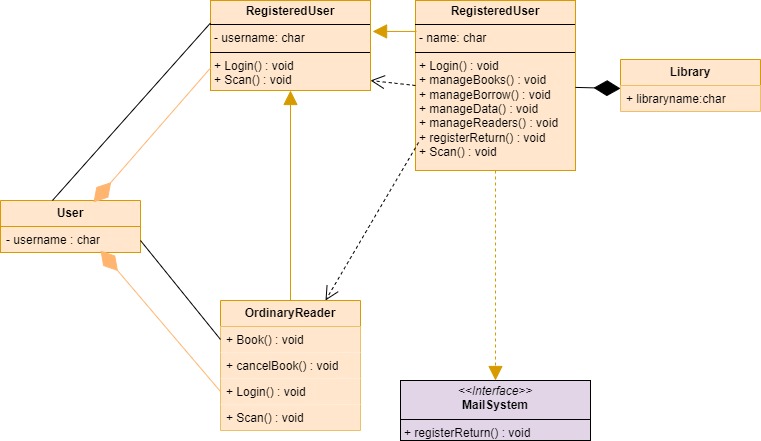 RegisteredUser
- username: char
+ Login() : void
+ Scan() : void
RegisteredUser
- name: char
+ Login() : void
+ manageBooks() : void
+ manageBorrow() : void
+ manageData() : void
+ manageReaders() : void
+ registerReturn() : void
+ Scan() : void
Library
+ libraryname:char
User
- username : char
OrdinaryReader
+ Book() : void
+ cancelBook() : void
+ Login() : void
+ Scan() : void
<<Interface>>
MailSystem
+ registerReturn() : void